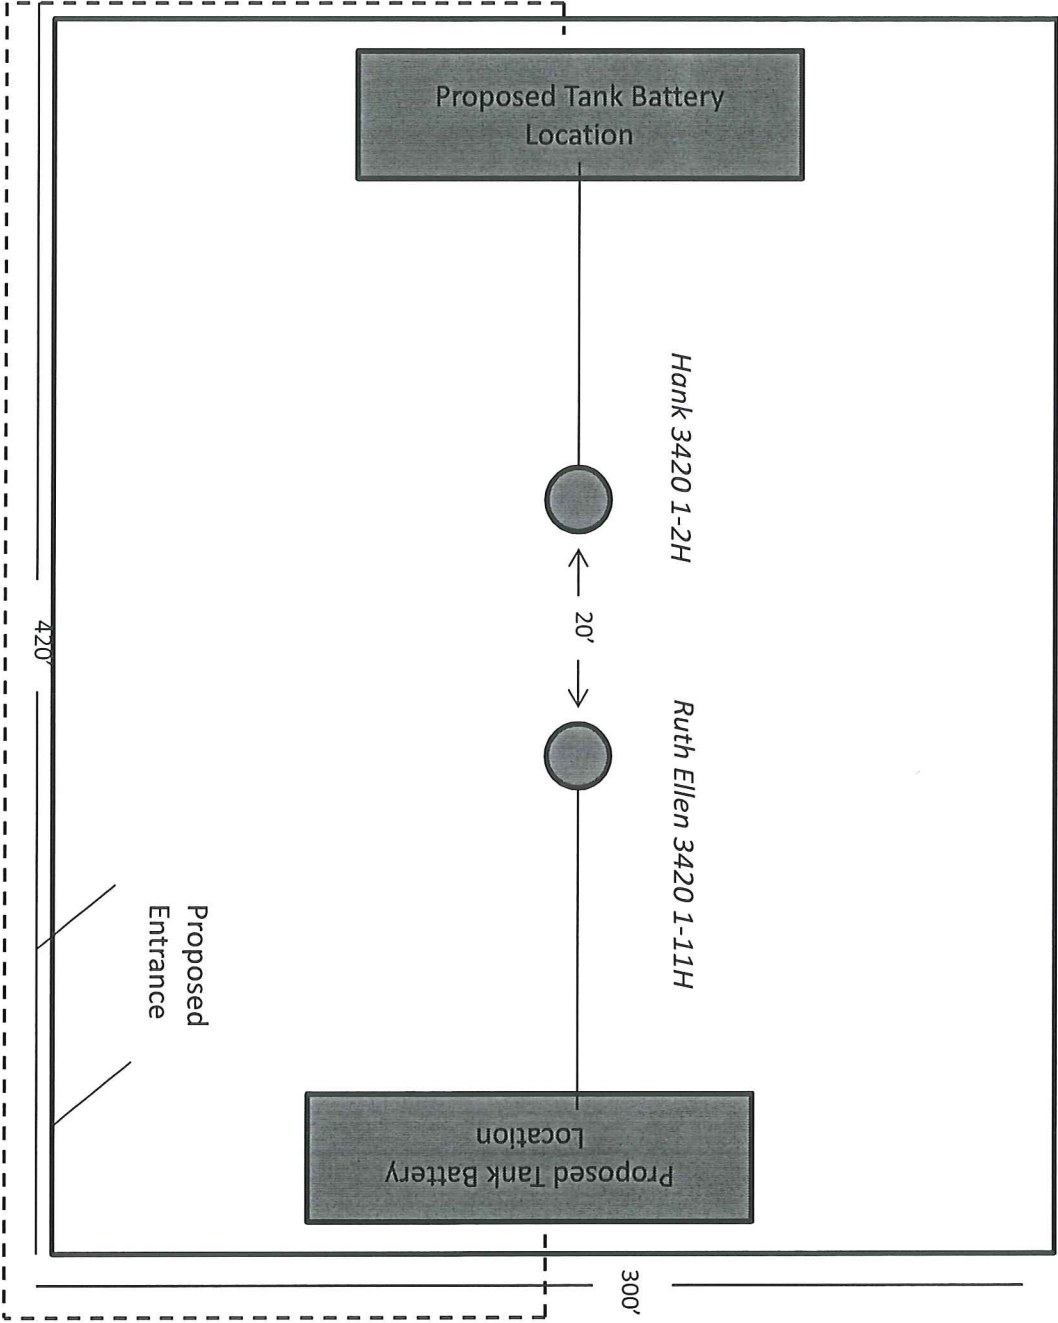 Proposed Tank Battery
Location
Hank 3420 1-2H
20'
Ruth Ellen 3420 1-11H
420'
Proposed
Entrance
Proposed Tank Battery
Location
300'